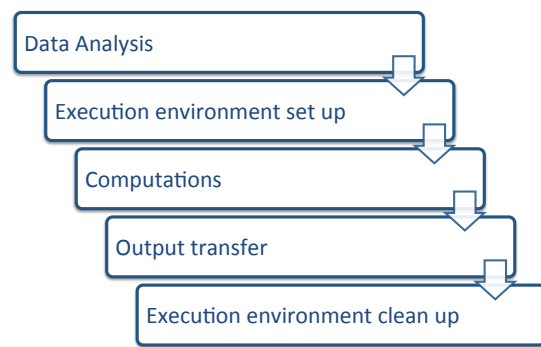 Data Analysis
Execution environment set up
Computations
Output transfer
Execution environment clean up